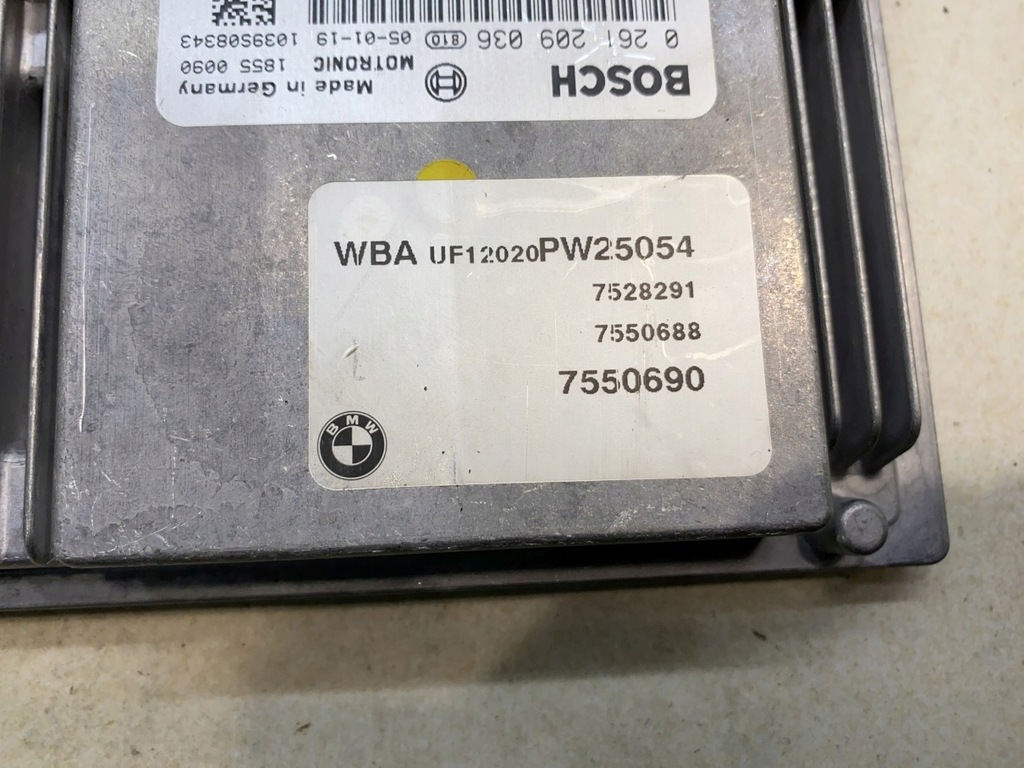 BOSCH
Made in Germany
MOTRONIC 1855 0090
0 261 209 036 810 05-01-19 1039S08343
WBA UF12020PW25054
7528291
7550688
7550690
BMW